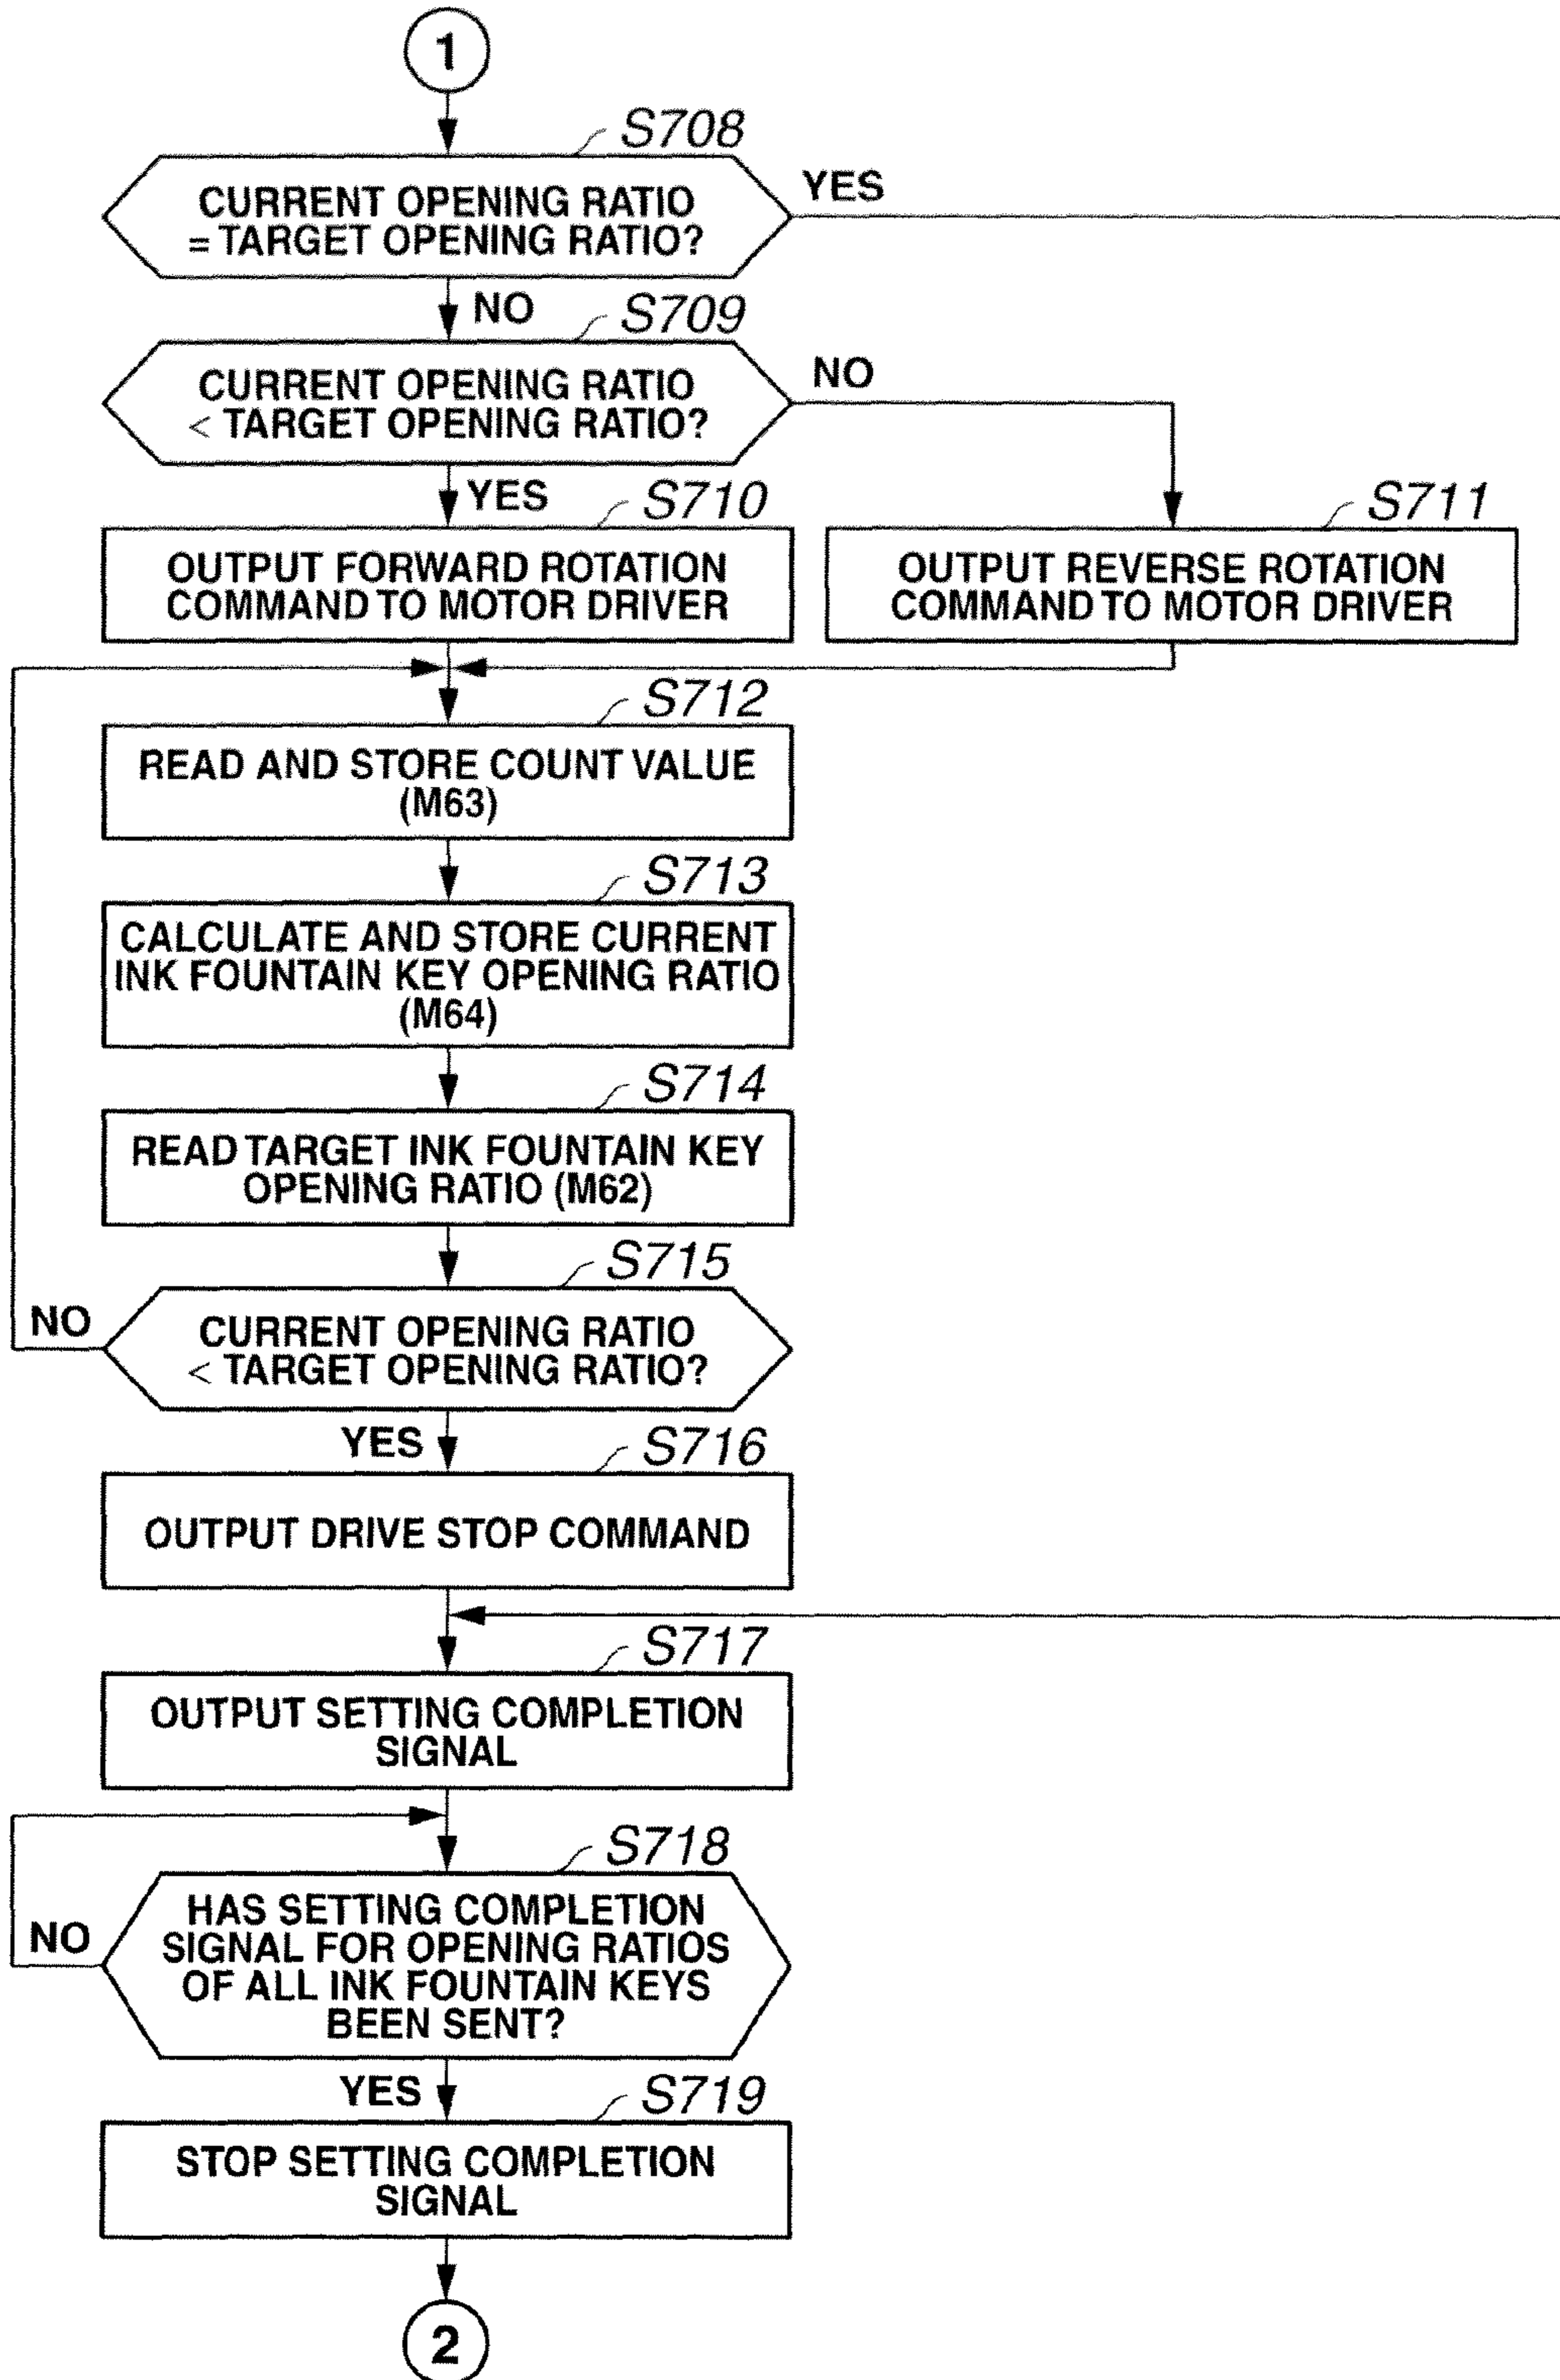 1
S708
CURRENT OPENING RATIO
= TARGET OPENING RATIO?
YES
NO
S709
CURRENT OPENING RATIO
< TARGET OPENING RATIO?
NO
YES
S710
OUTPUT FORWARD ROTATION
COMMAND TO MOTOR DRIVER
S711
OUTPUT REVERSE ROTATION
COMMAND TO MOTOR DRIVER
S712
READ AND STORE COUNT VALUE
(M63)
S713
CALCULATE AND STORE CURRENT
INK FOUNTAIN KEY OPENING RATIO
(M64)
S714
READ TARGET INK FOUNTAIN KEY
OPENING RATIO (M62)
S715
NO
CURRENT OPENING RATIO
< TARGET OPENING RATIO?
YES
S716
OUTPUT DRIVE STOP COMMAND
S717
OUTPUT SETTING COMPLETION
SIGNAL
S718
NO
HAS SETTING COMPLETION
SIGNAL FOR OPENING RATIOS
OF ALL INK FOUNTAIN KEYS
BEEN SENT?
YES
S719
STOP SETTING COMPLETION
SIGNAL
2